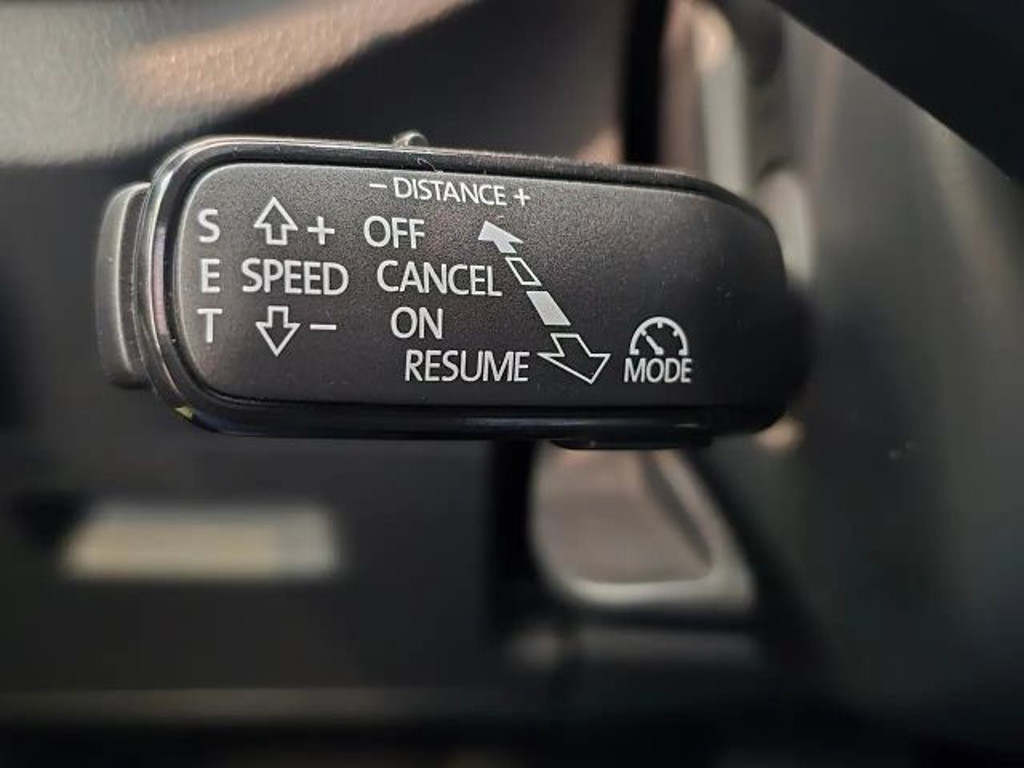 - DISTANCE +
S + OFF
E SPEED CANCEL
T - ON
RESUME MODE